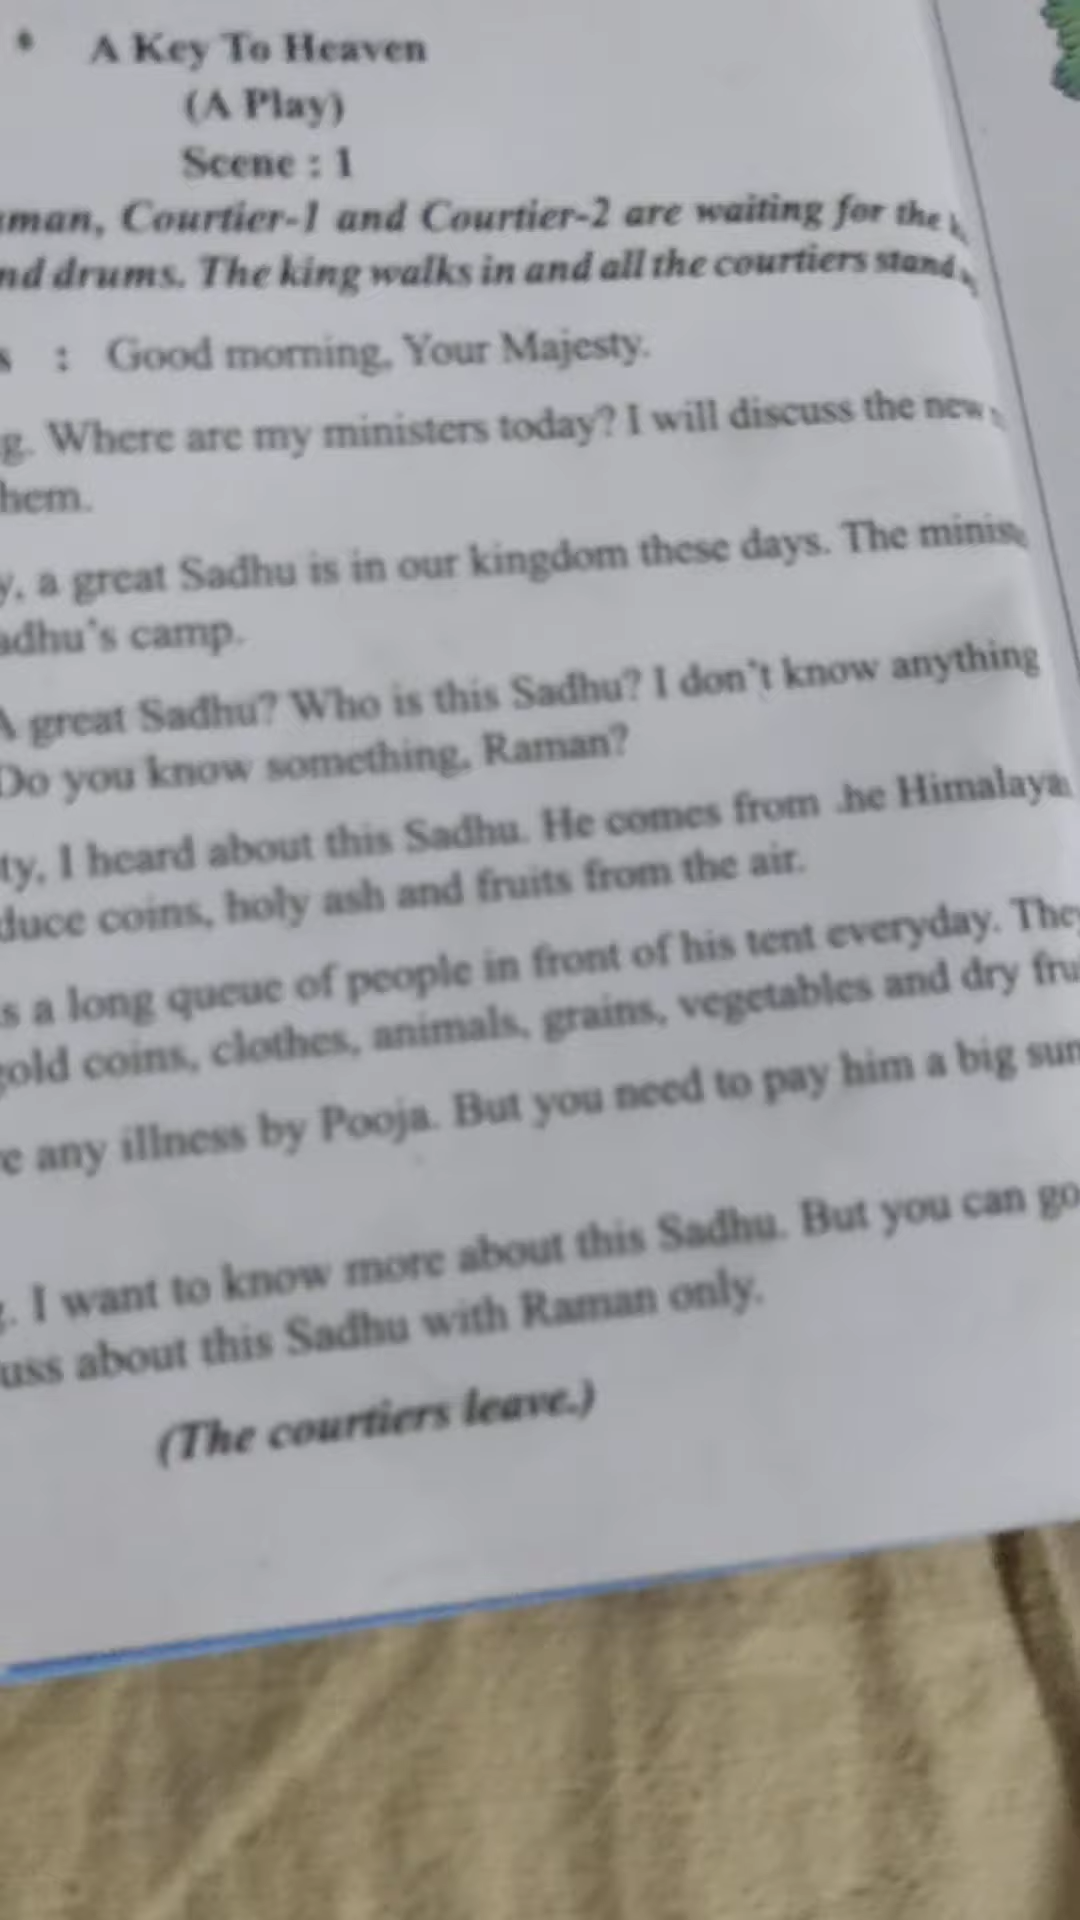 A Key To Heaven
(A Play)
Scene : 1
man, Courtier-1 and Courtier-2 are waiting for the
nd drums. The king walks in and all the courtiers stand
s : Good morning, Your Majesty.
g. Where are my ministers today? I will discuss the new
hem.
y, a great Sadhu is in our kingdom these days. The minis
adhu's camp.
A great Sadhu? Who is this Sadhu? I don't know anything
Do you know something, Raman?
ty, I heard about this Sadhu. He comes from he Himalaya
duce coins, holy ash and fruits from the air.
s a long queue of people in front of his tent everyday. They
gold coins, clothes, animals, grains, vegetables and dry fru
e any illness by Pooja. But you need to pay him a big sum
g. I want to know more about this Sadhu. But you can go
uss about this Sadhu with Raman only.
(The courtiers leave.)